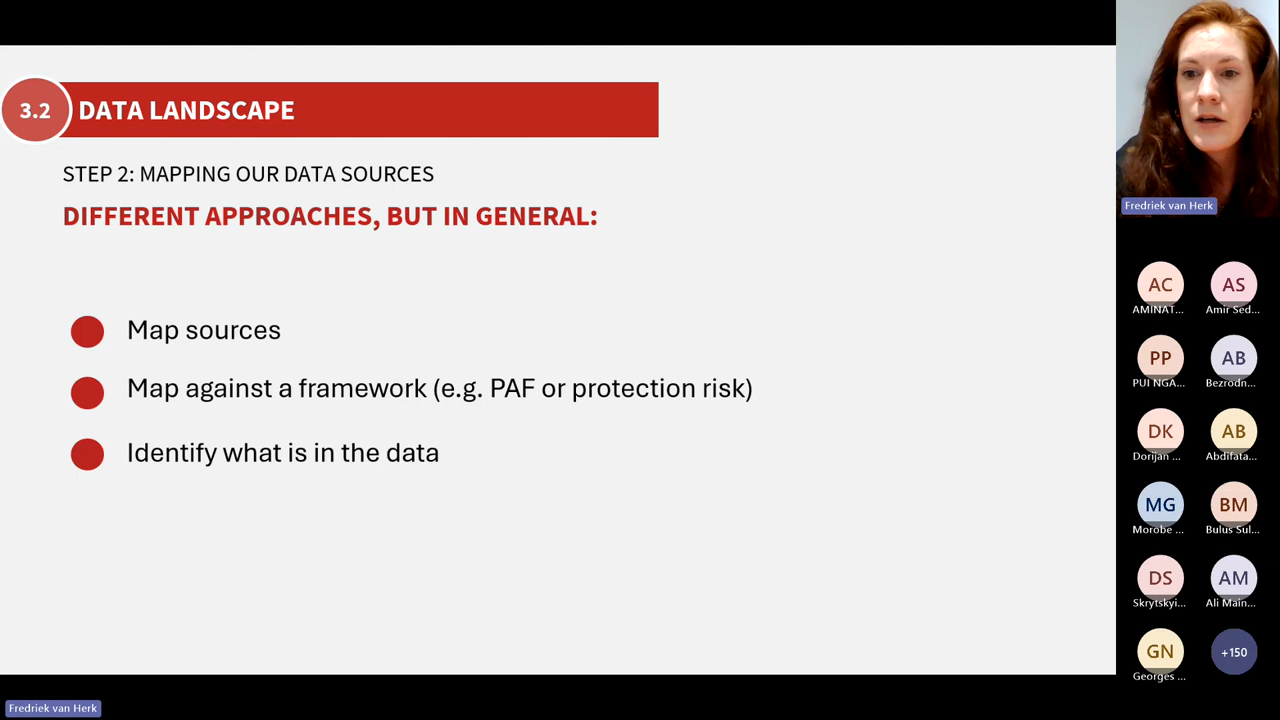 3.2
DATA LANDSCAPE
STEP 2: MAPPING OUR DATA SOURCES
DIFFERENT APPROACHES, BUT IN GENERAL:
Map sources
Map against a framework (e.g. PAF or protection risk)
Identify what is in the data
Fredriek van Herk
AC
AMINAT...
AS
Amir Sed...
PP
PUI NGA...
AB
Bezrodn...
DK
Dorijan ...
AB
Abdifata...
MG
Morobe ...
BM
Bulus Sul...
DS
Skrytskyi...
AM
Ali Main...
GN
Georges ...
+150
Fredriek van Herk